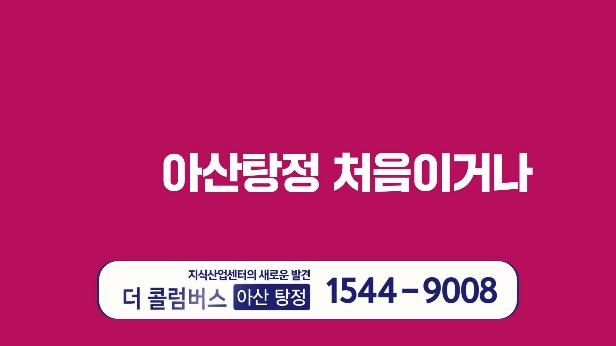 아산탕정 처음이거나
지식산업센터의 새로운 발견
더 콜럼버스 아산 탕정 1544-9008